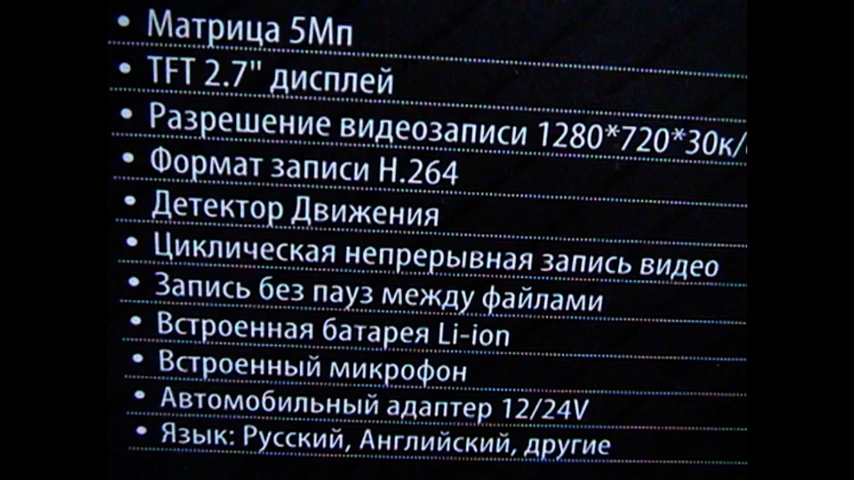 • Матрица 5Мп
• TFT 2.7" дисплей
• Разрешение видеозаписи 1280*720*30к/
• Формат записи H.264
• Детектор Движения
• Циклическая непрерывная запись видео
• Запись без пауз между файлами
• Встроенная батарея Li-ion
• Встроенный микрофон
• Автомобильный адаптер 12/24V
• Язык: Русский, Английский, другие